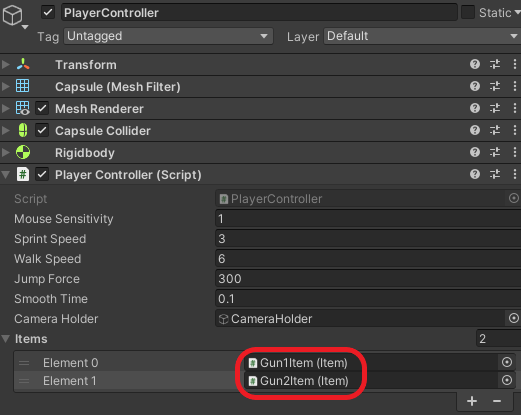 PlayerController Static
Tag Untagged Layer Default
Transform
Capsule (Mesh Filter)
Mesh Renderer
Capsule Collider
Rigidbody
# Player Controller (Script)
Script # PlayerController
Mouse Sensitivity 1
Sprint Speed 3
Walk Speed 6
Jump Force 300
Smooth Time 0.1
Camera Holder CameraHolder
Items 2
Element 0 # Gun1Item (Item)
Element 1 # Gun2Item (Item)
+ −